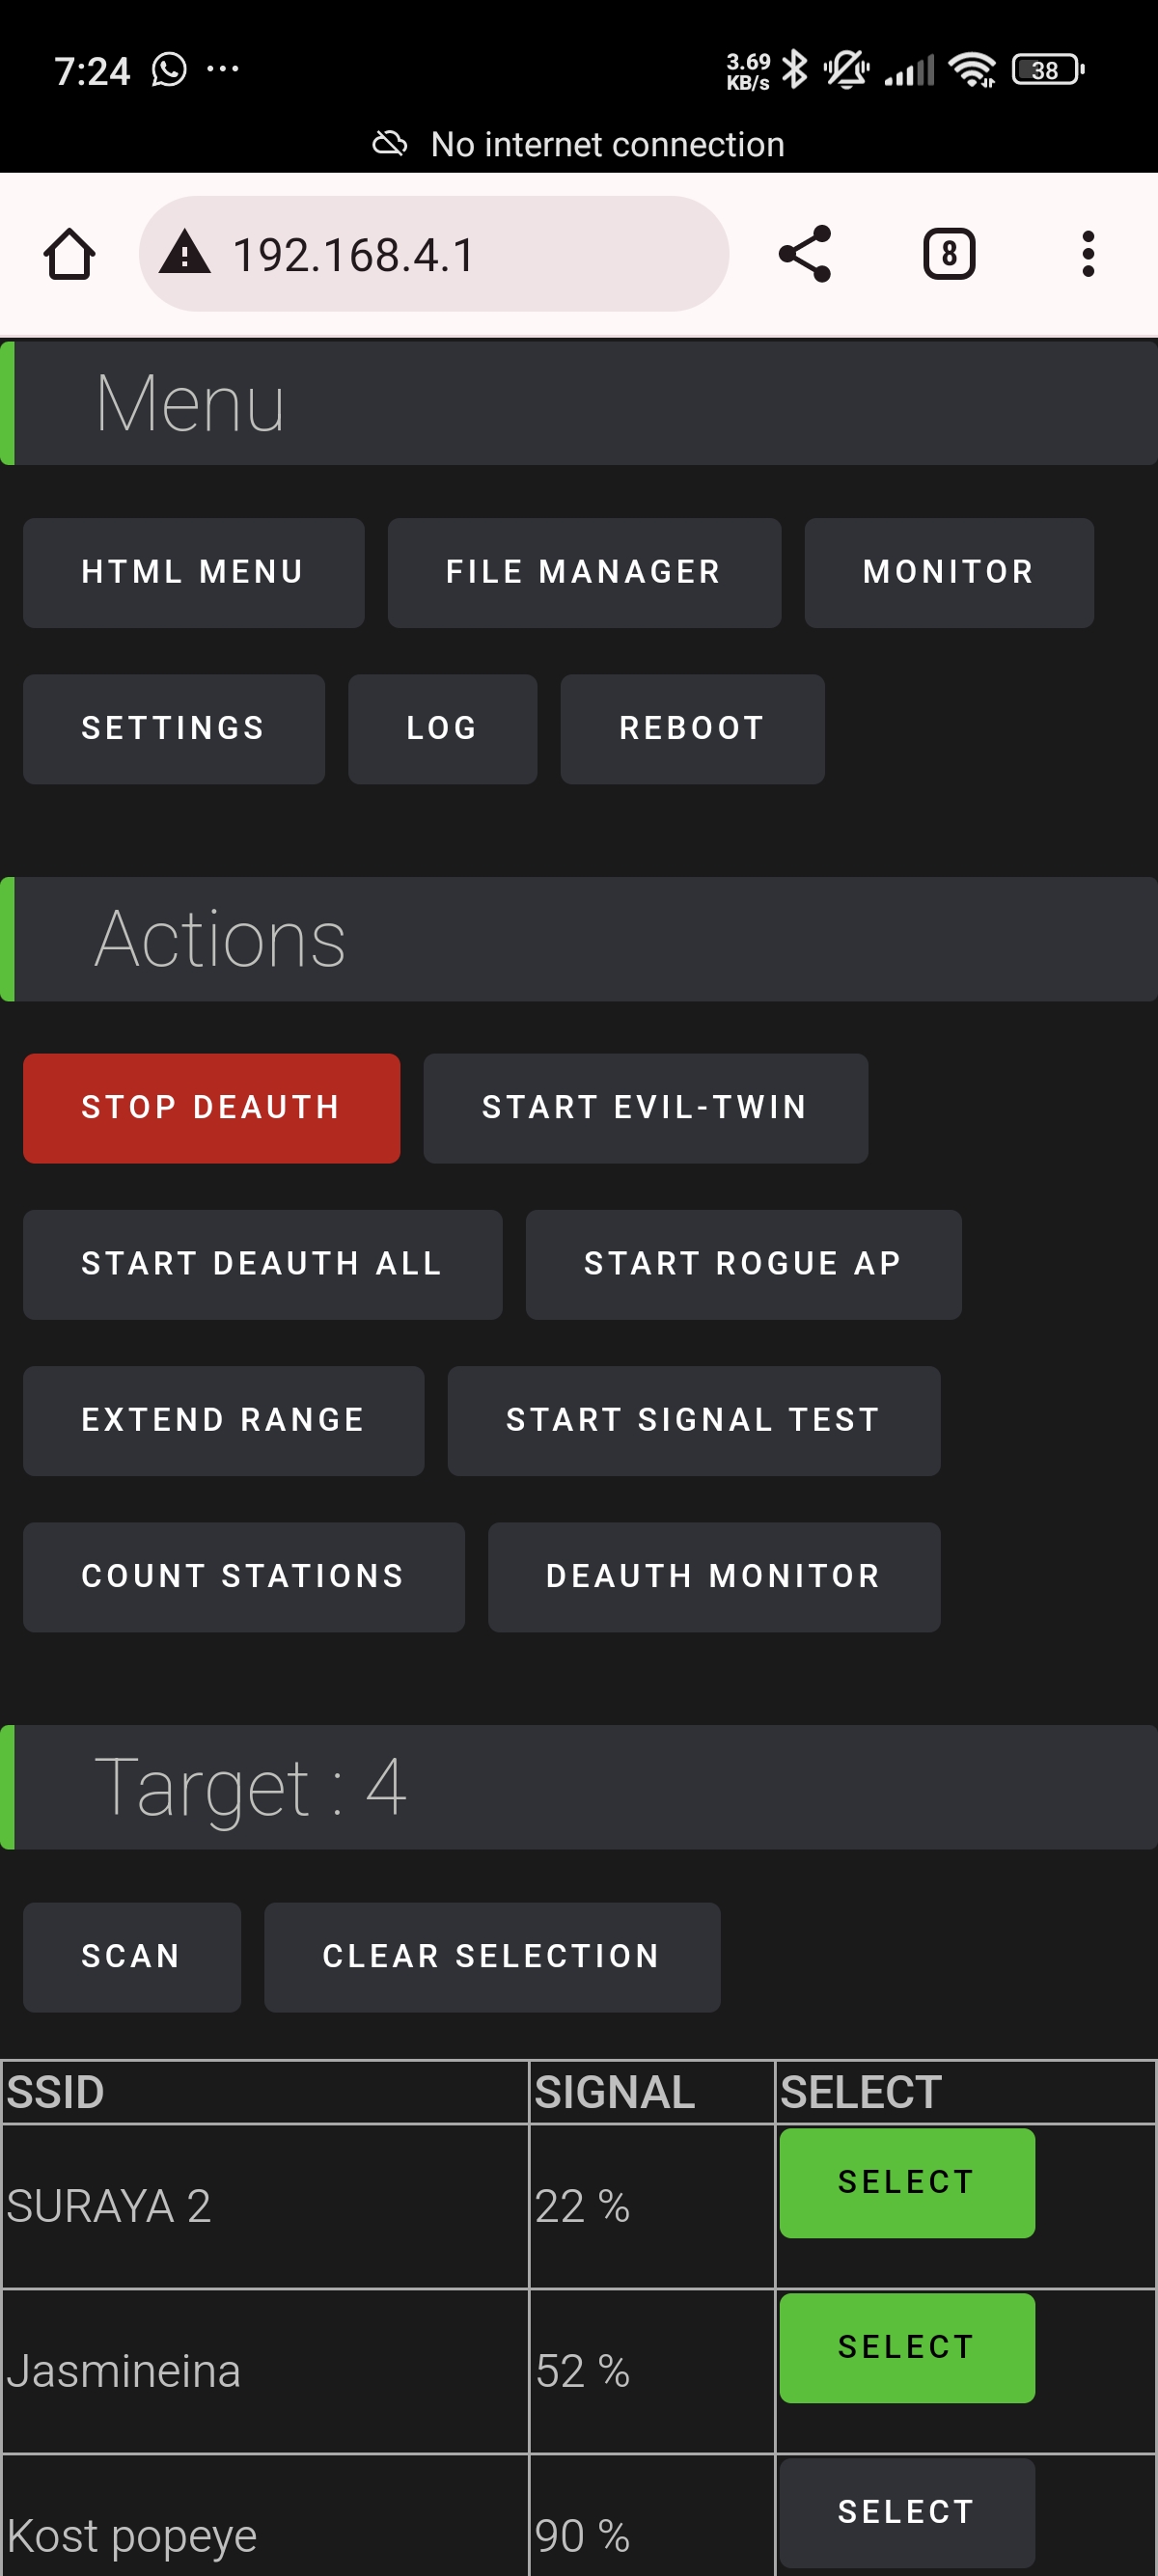 7:24 ... 3.69 KB/s 38
No internet connection
192.168.4.1 8
Menu
HTML MENU FILE MANAGER MONITOR
SETTINGS LOG REBOOT
Actions
STOP DEAUTH START EVIL-TWIN
START DEAUTH ALL START ROGUE AP
EXTEND RANGE START SIGNAL TEST
COUNT STATIONS DEAUTH MONITOR
Target : 4
SCAN CLEAR SELECTION
SSID SIGNAL SELECT
SURAYA 2 22 % SELECT
Jasmineina 52 % SELECT
Kost popeye 90 % SELECT